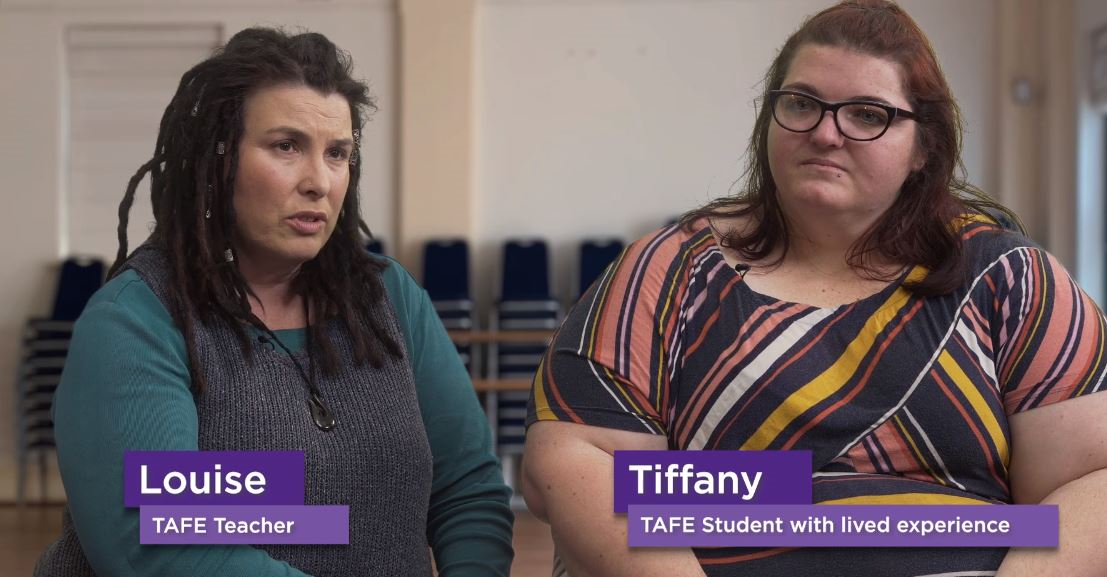 Louise
TAFE Teacher
Tiffany
TAFE Student with lived experience